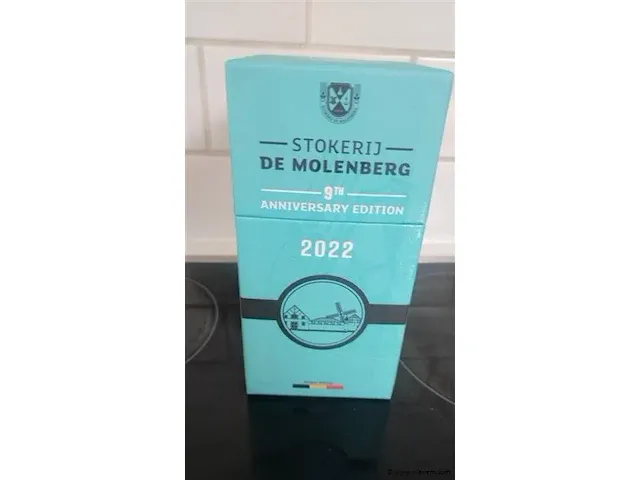 STOKERIJ
DE MOLENBERG
9TH
ANNIVERSARY EDITION
2022